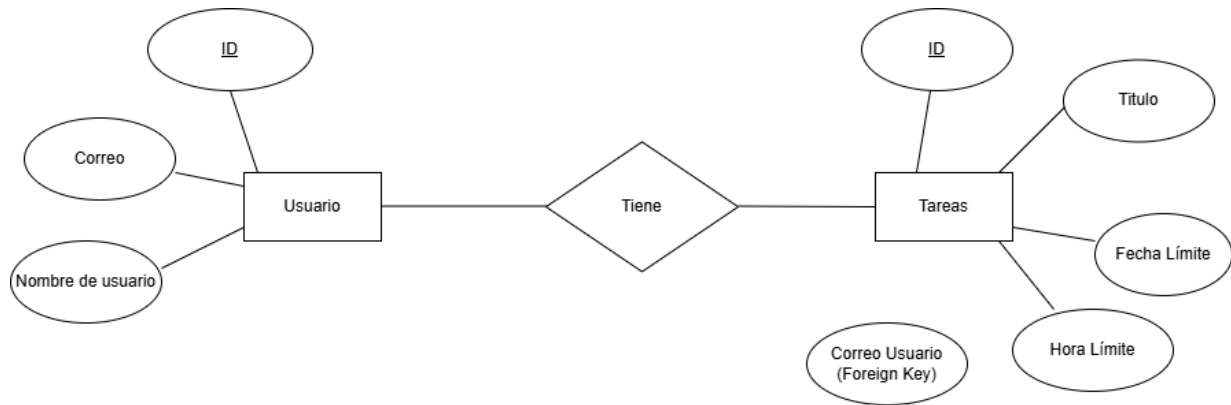 ID
ID
Titulo
Correo
Usuario
Tiene
Tareas
Fecha Límite
Nombre de usuario
Correo Usuario
(Foreign Key)
Hora Límite